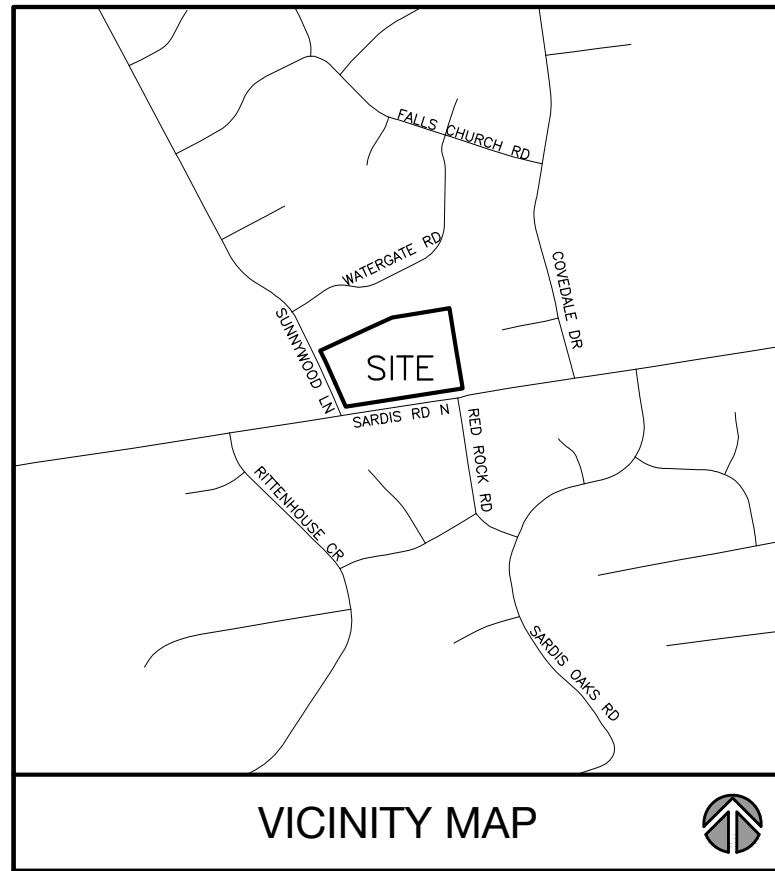 FALLS CHURCH RD
WATERGATE RD
COVEDALE DR
SUNNYWOOD LN
SITE
SARDIS RD N
RED ROCK RD
RITTENHOUSE CR
SARDIS OAKS RD
VICINITY MAP